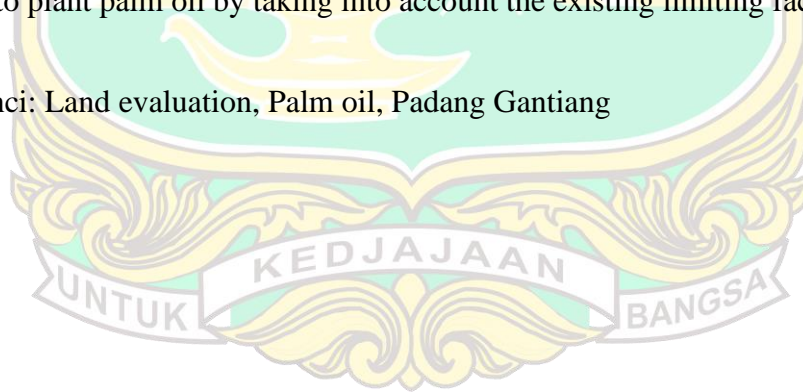 to plant palm oil by taking into account the existing limiting fac
nci: Land evaluation, Palm oil, Padang Gantiang
UNTUK KEDJAJAAN BANGSA